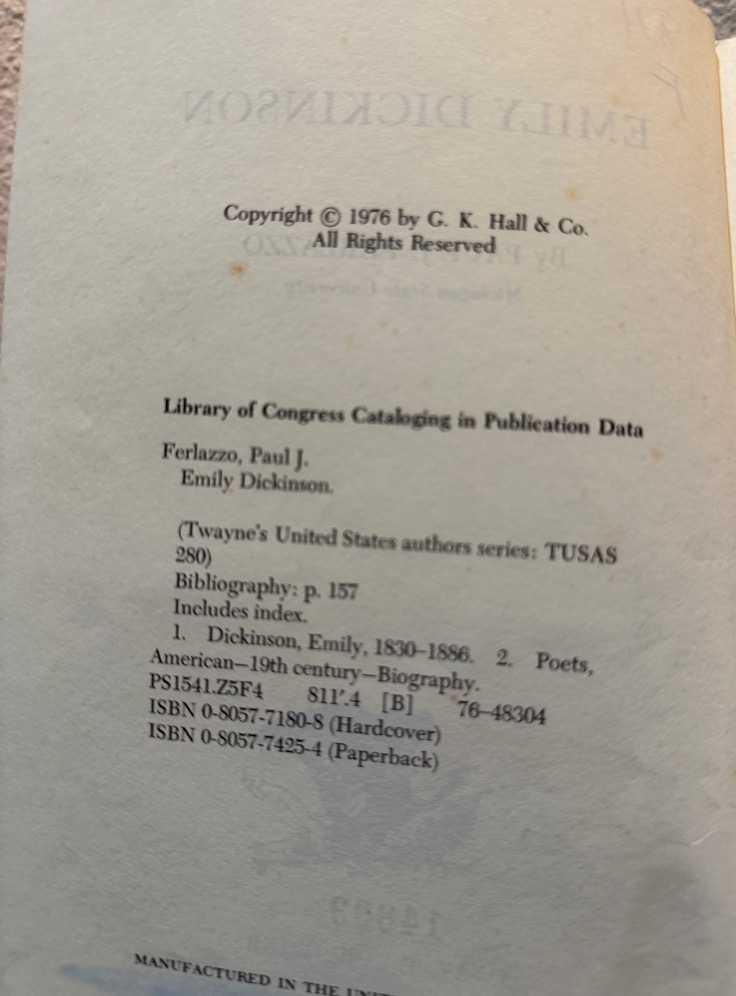 EMILY DICKINSON
Copyright © 1976 by G. K. Hall & Co.
All Rights Reserved
Library of Congress Cataloging in Publication Data
Ferlazzo, Paul J.
Emily Dickinson.
(Twayne's United States authors series: TUSAS
280)
Bibliography: p. 157
Includes index.
1. Dickinson, Emily, 1830–1886. 2. Poets,
American—19th century—Biography.
PS1541.Z5F4 811'.4 [B] 76–48304
ISBN 0-8057-7180-8 (Hardcover)
ISBN 0-8057-7425-4 (Paperback)
MANUFACTURED IN THE